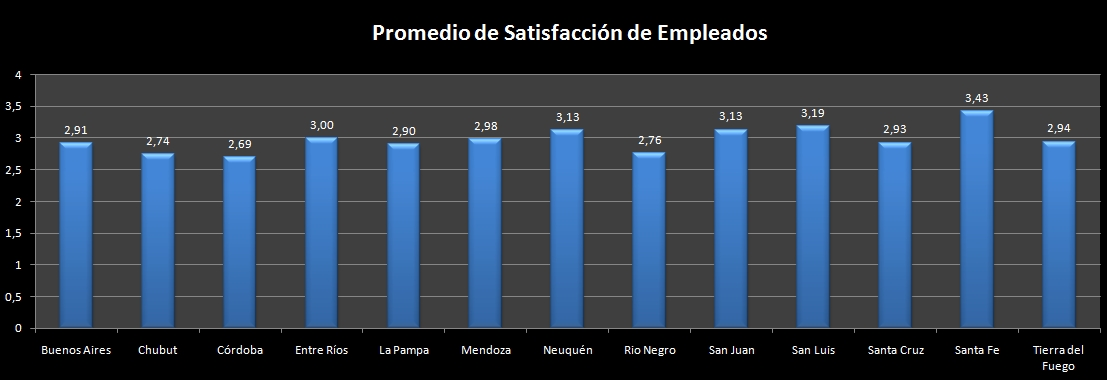 Promedio de Satisfacción de Empleados
4
3,5
3
2,5
2
1,5
1
0,5
0
2,91
2,74
2,69
3,00
2,90
2,98
3,13
2,76
3,13
3,19
2,93
3,43
2,94
Buenos Aires
Chubut
Córdoba
Entre Ríos
La Pampa
Mendoza
Neuquén
Rio Negro
San Juan
San Luis
Santa Cruz
Santa Fe
Tierra del
Fuego